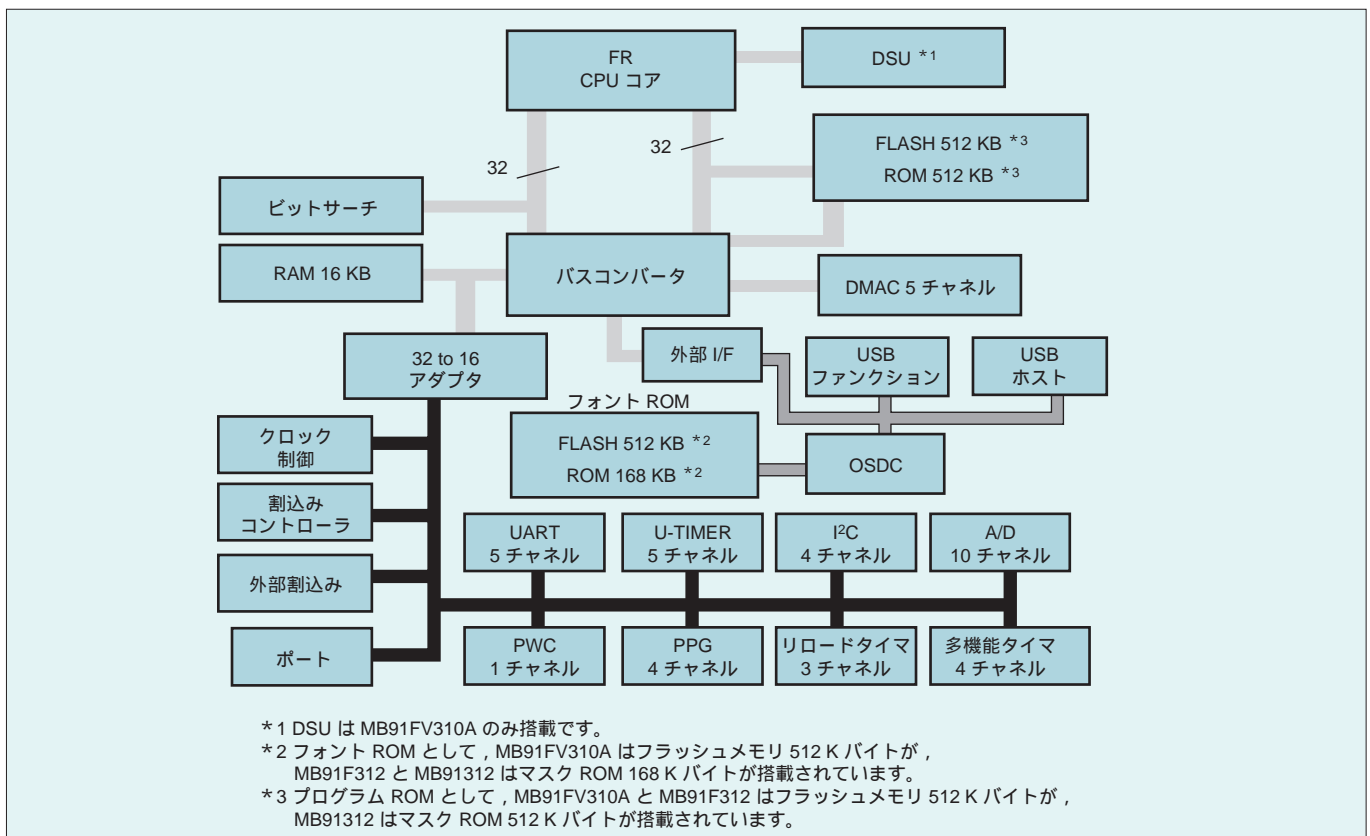 FR
CPU コア
DSU *1
32
32
FLASH 512 KB *3
ROM 512 KB *3
ビットサーチ
RAM 16 KB
バスコンバータ
DMAC 5 チャネル
32 to 16
アダプタ
外部 I/F
USB
ファンクション
USB
ホスト
フォント ROM
FLASH 512 KB *2
ROM 168 KB *2
OSDC
クロック
制御
割込み
コントローラ
外部割込み
ポート
UART
5 チャネル
U-TIMER
5 チャネル
I²C
4 チャネル
A/D
10 チャネル
PWC
1 チャネル
PPG
4 チャネル
リロードタイマ
3 チャネル
多機能タイマ
4 チャネル
*1 DSU は MB91FV310A のみ搭載です。
*2 フォント ROM として , MB91FV310A はフラッシュメモリ 512 K バイトが ,
MB91F312 と MB91312 はマスク ROM 168 K バイトが搭載されています。
*3 プログラム ROM として , MB91FV310A と MB91F312 はフラッシュメモリ 512 K バイトが ,
MB91312 はマスク ROM 512 K バイトが搭載されています。